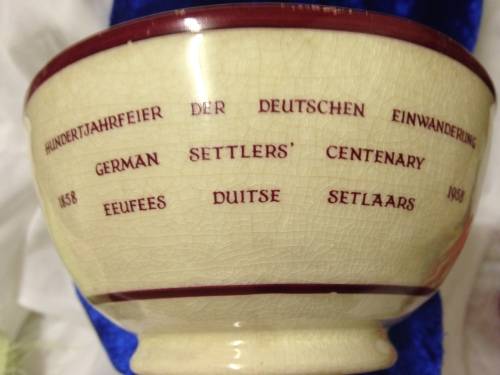 HUNDERTJAHRFEIER DER DEUTSCHEN EINWANDERUNG
GERMAN SETTLERS' CENTENARY
1858 EEUFEES DUITSE SETLAARS 1958